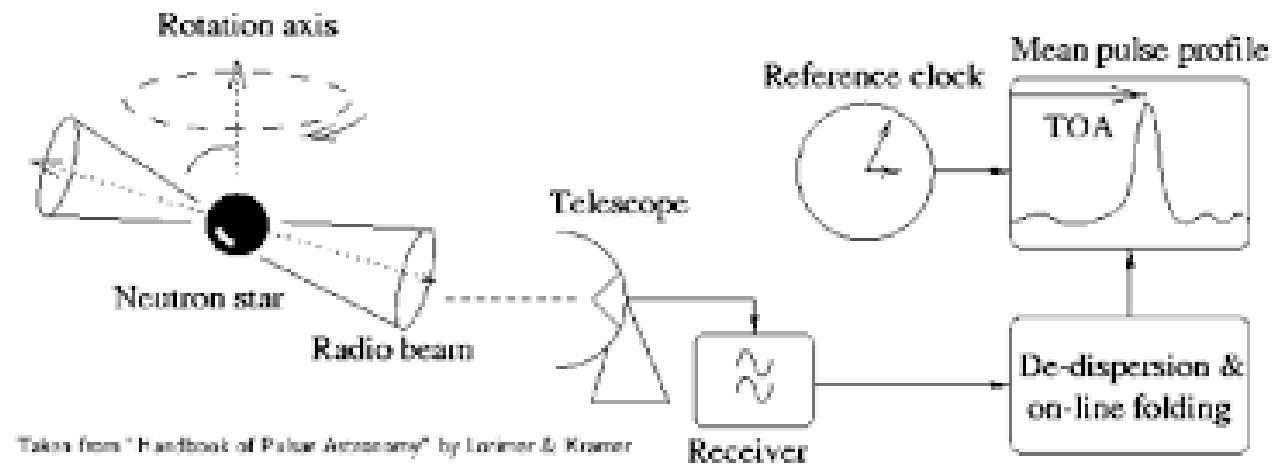 Rotation axis
Neutron star
Radio beam
Telescope
Receiver
Reference clock
Mean pulse profile
TOA
De-dispersion &
on-line folding
Taken from "Handbook of Pulsar Astronomy" by Lorimer & Kramer